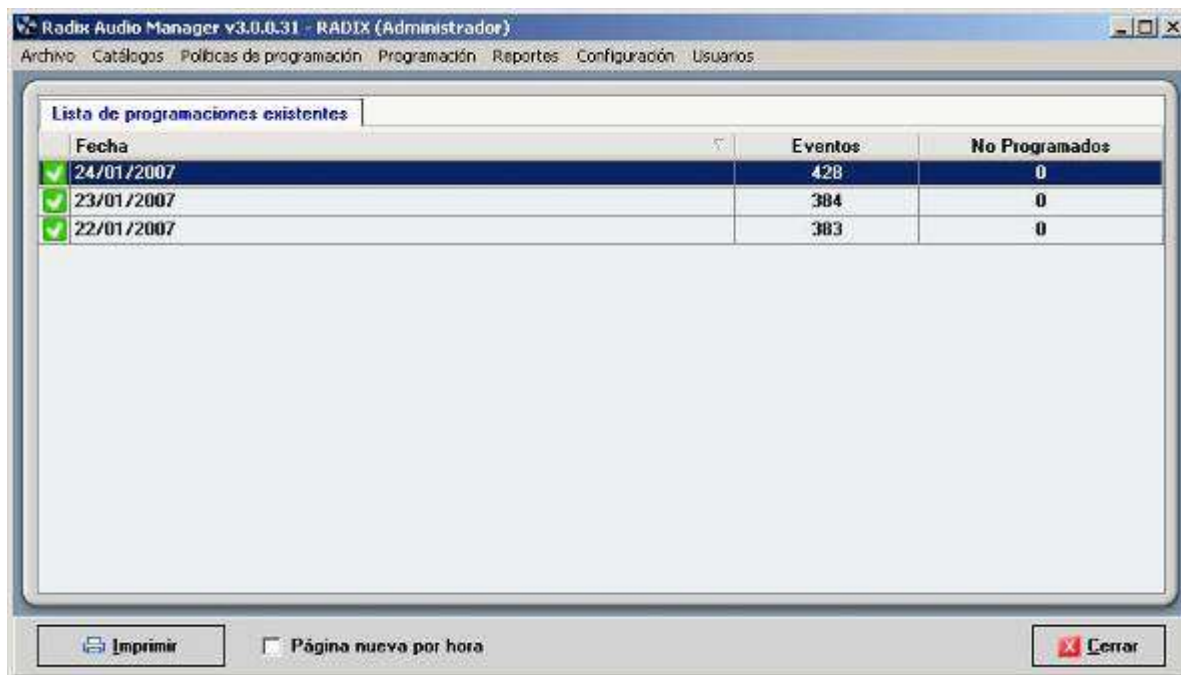 Radix Audio Manager v3.0.0.31 - RADIX (Administrador)
Archivo Catálogos Políticas de programación Programación Reportes Configuración Usuarios
Lista de programaciones existentes
Fecha Eventos No Programados
24/01/2007 428 0
23/01/2007 384 0
22/01/2007 383 0
Imprimir Página nueva por hora Cerrar